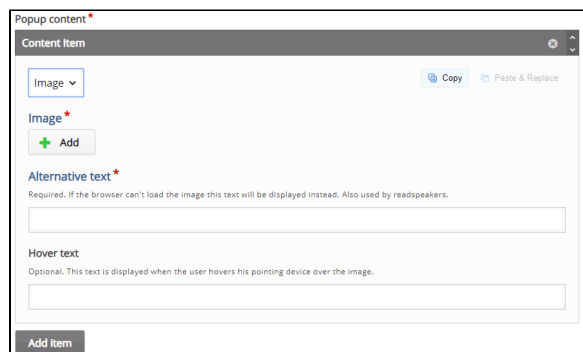 Popup content *
Content Item
Image
Copy Paste & Replace
Image *
Add
Alternative text *
Required. If the browser can't load the image this text will be displayed instead. Also used by readspeakers.
Hover text
Optional. This text is displayed when the user hovers his pointing device over the image.
Add item